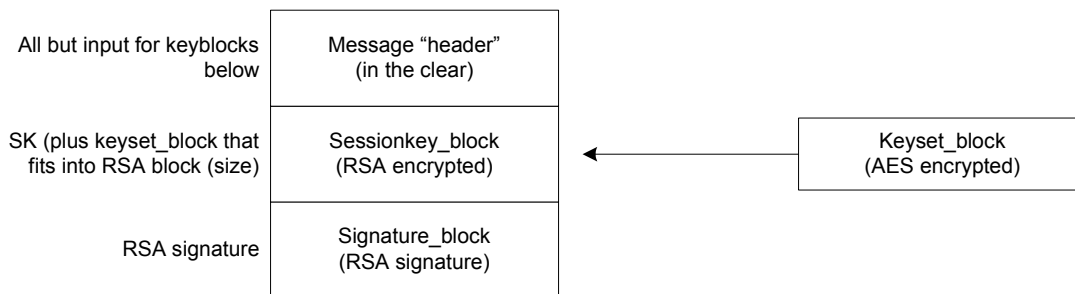 All but input for keyblocks
below
Message “header”
(in the clear)
SK (plus keyset_block that
fits into RSA block (size)
Sessionkey_block
(RSA encrypted)
Keyset_block
(AES encrypted)
RSA signature
Signature_block
(RSA signature)